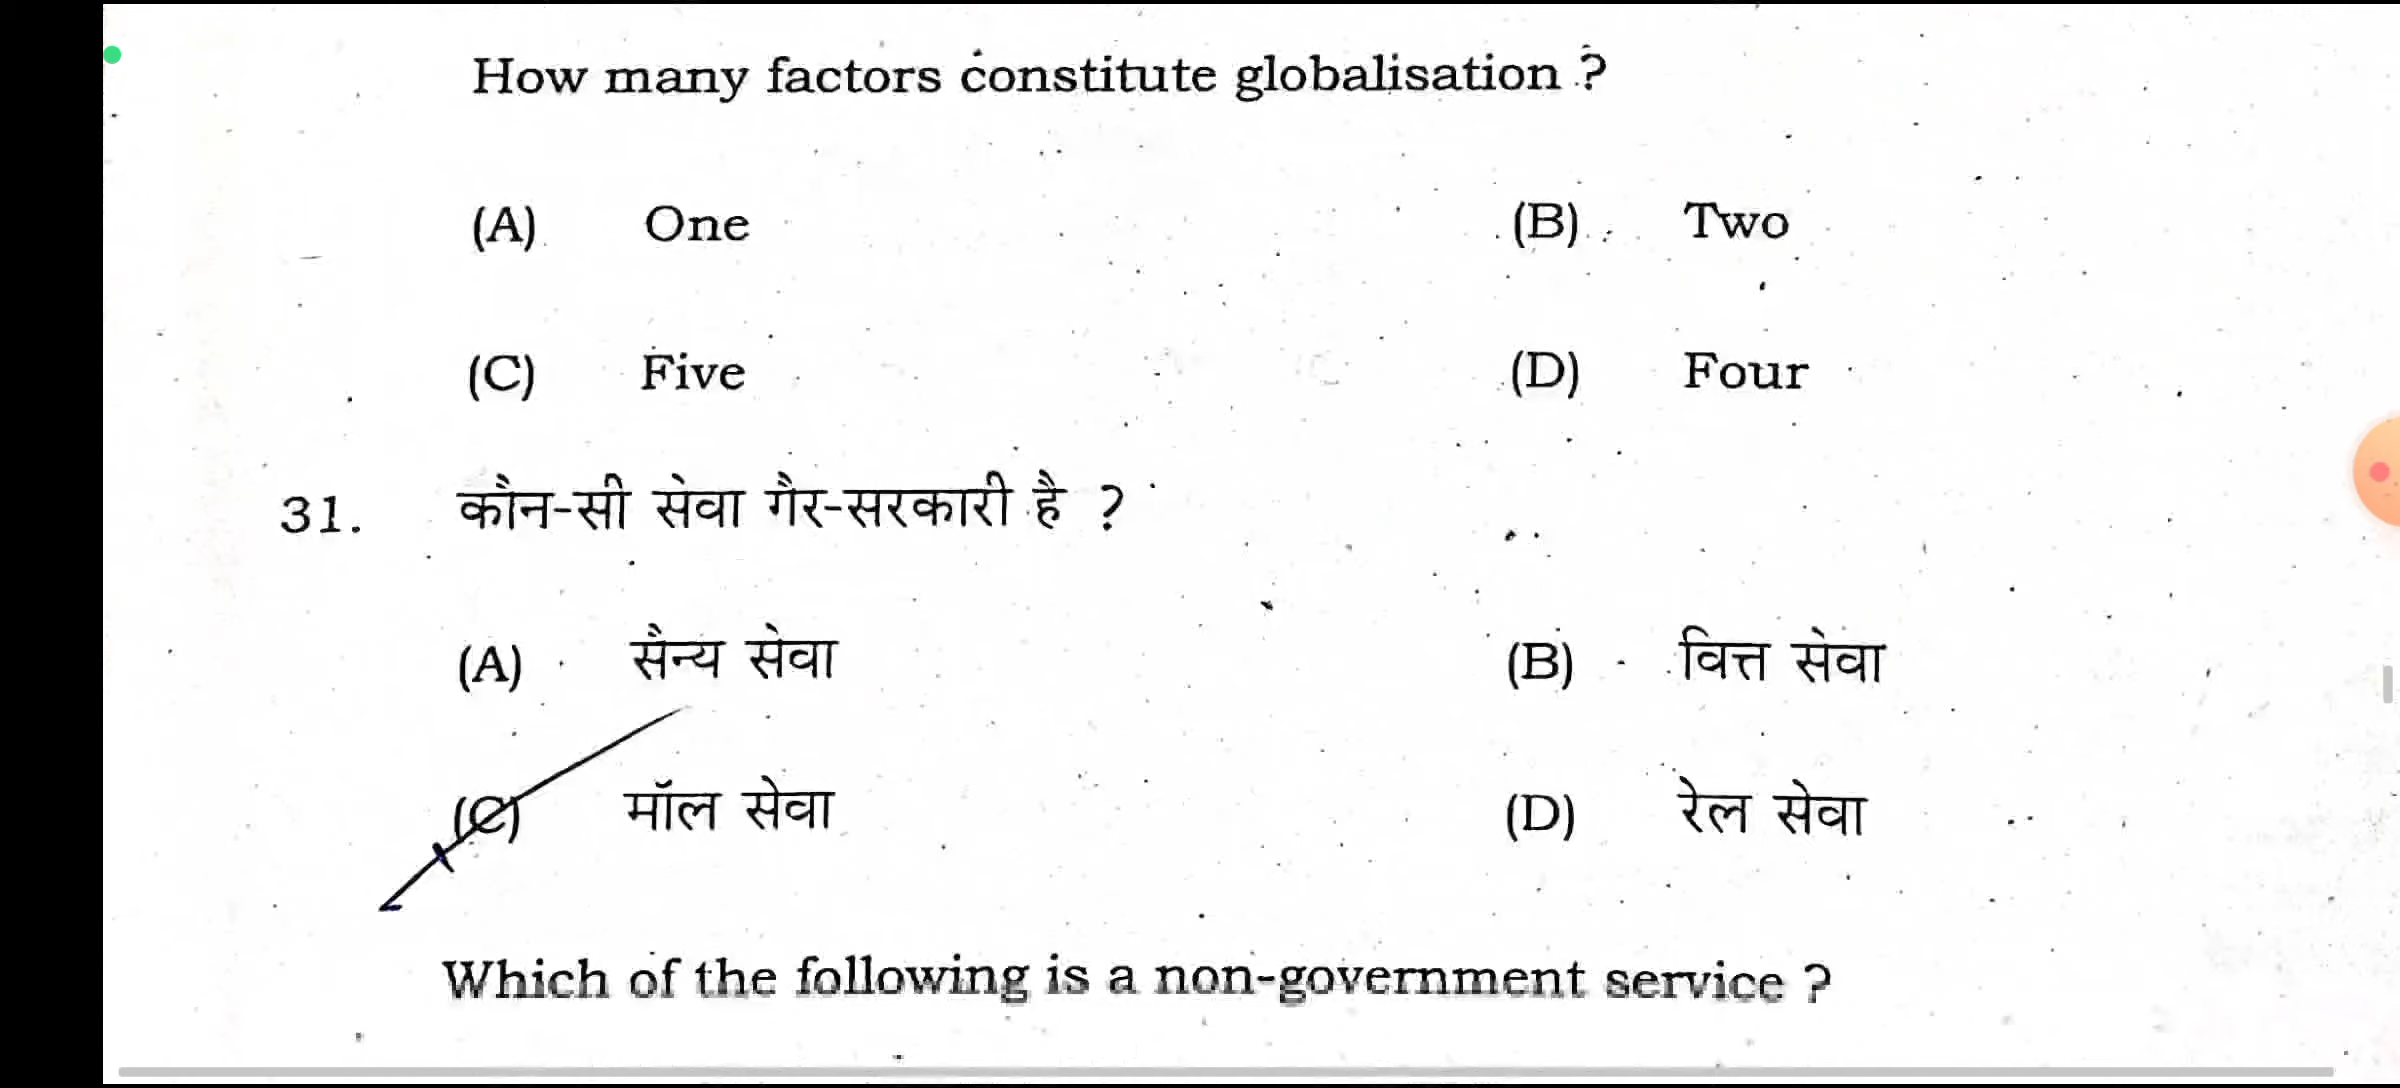 How many factors constitute globalisation ?
(A) One (B) Two
(C) Five (D) Four
31. कौन-सी सेवा गैर-सरकारी है ?
(A) सैन्य सेवा (B) वित्त सेवा
(C) मॉल सेवा (D) रेल सेवा
Which of the following is a non-government service ?